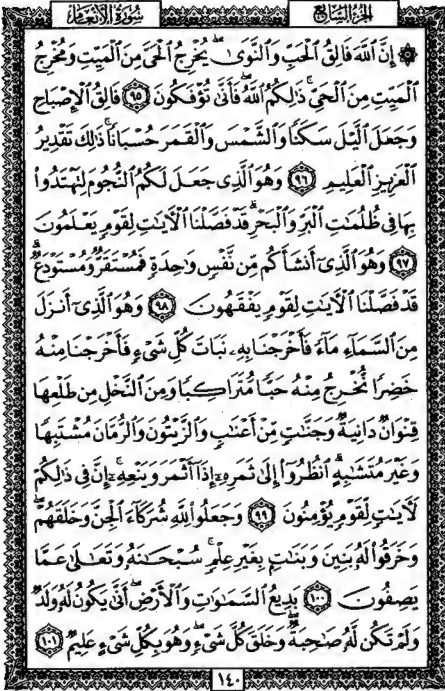 الجزء السابع
سورة الأنعام
۞ إِنَّ ٱللَّهَ فَالِقُ ٱلْحَبِّ وَٱلنَّوَىٰ ۖ يُخْرِجُ ٱلْحَىَّ مِنَ ٱلْمَيِّتِ وَمُخْرِجُ
ٱلْمَيِّتِ مِنَ ٱلْحَىِّ ۚ ذَٰلِكُمُ ٱللَّهُ ۖ فَأَنَّىٰ تُؤْفَكُونَ ٩٥ فَالِقُ ٱلْإِصْبَاحِ
وَجَعَلَ ٱلَّيْلَ سَكَنًا وَٱلشَّمْسَ وَٱلْقَمَرَ حُسْبَانًا ۚ ذَٰلِكَ تَقْدِيرُ
ٱلْعَزِيزِ ٱلْعَلِيمِ ٩٦ وَهُوَ ٱلَّذِى جَعَلَ لَكُمُ ٱلنُّجُومَ لِتَهْتَدُوا۟
بِهَا فِى ظُلُمَٰتِ ٱلْبَرِّ وَٱلْبَحْرِ ۗ قَدْ فَصَّلْنَا ٱلْءَايَٰتِ لِقَوْمٍ يَعْلَمُونَ
٩٧ وَهُوَ ٱلَّذِىٓ أَنشَأَكُم مِّن نَّفْسٍ وَٰحِدَةٍ فَمُسْتَقَرٌّ وَمُسْتَوْدَعٌ ۗ
قَدْ فَصَّلْنَا ٱلْءَايَٰتِ لِقَوْمٍ يَفْقَهُونَ ٩٨ وَهُوَ ٱلَّذِىٓ أَنزَلَ
مِنَ ٱلسَّمَآءِ مَآءً فَأَخْرَجْنَا بِهِۦ نَبَاتَ كُلِّ شَىْءٍ فَأَخْرَجْنَا مِنْهُ
خَضِرًا نُّخْرِجُ مِنْهُ حَبًّا مُّتَرَاكِبًا وَمِنَ ٱلنَّخْلِ مِن طَلْعِهَا
قِنْوَانٌ دَانِيَةٌ وَجَنَّٰتٍ مِّنْ أَعْنَابٍ وَٱلزَّيْتُونَ وَٱلرُّمَّانَ مُشْتَبِهًا
وَغَيْرَ مُتَشَٰبِهٍ ۗ ٱنظُرُوٓا۟ إِلَىٰ ثَمَرِهِۦٓ إِذَآ أَثْمَرَ وَيَنْعِهِۦٓ ۚ إِنَّ فِى ذَٰلِكُمْ
لَءَايَٰتٍ لِّقَوْمٍ يُؤْمِنُونَ ٩٩ وَجَعَلُوا۟ لِلَّهِ شُرَكَآءَ ٱلْجِنَّ وَخَلَقَهُمْ ۖ
وَخَرَقُوا۟ لَهُۥ بَنِينَ وَبَنَٰتٍۭ بِغَيْرِ عِلْمٍ ۚ سُبْحَٰنَهُۥ وَتَعَٰلَىٰ عَمَّا
يَصِفُونَ ١٠٠ بَدِيعُ ٱلسَّمَٰوَٰتِ وَٱلْأَرْضِ ۖ أَنَّىٰ يَكُونُ لَهُۥ وَلَدٌ
وَلَمْ تَكُن لَّهُۥ صَٰحِبَةٌ ۖ وَخَلَقَ كُلَّ شَىْءٍ ۖ وَهُوَ بِكُلِّ شَىْءٍ عَلِيمٌ ١٠١
١٤٠